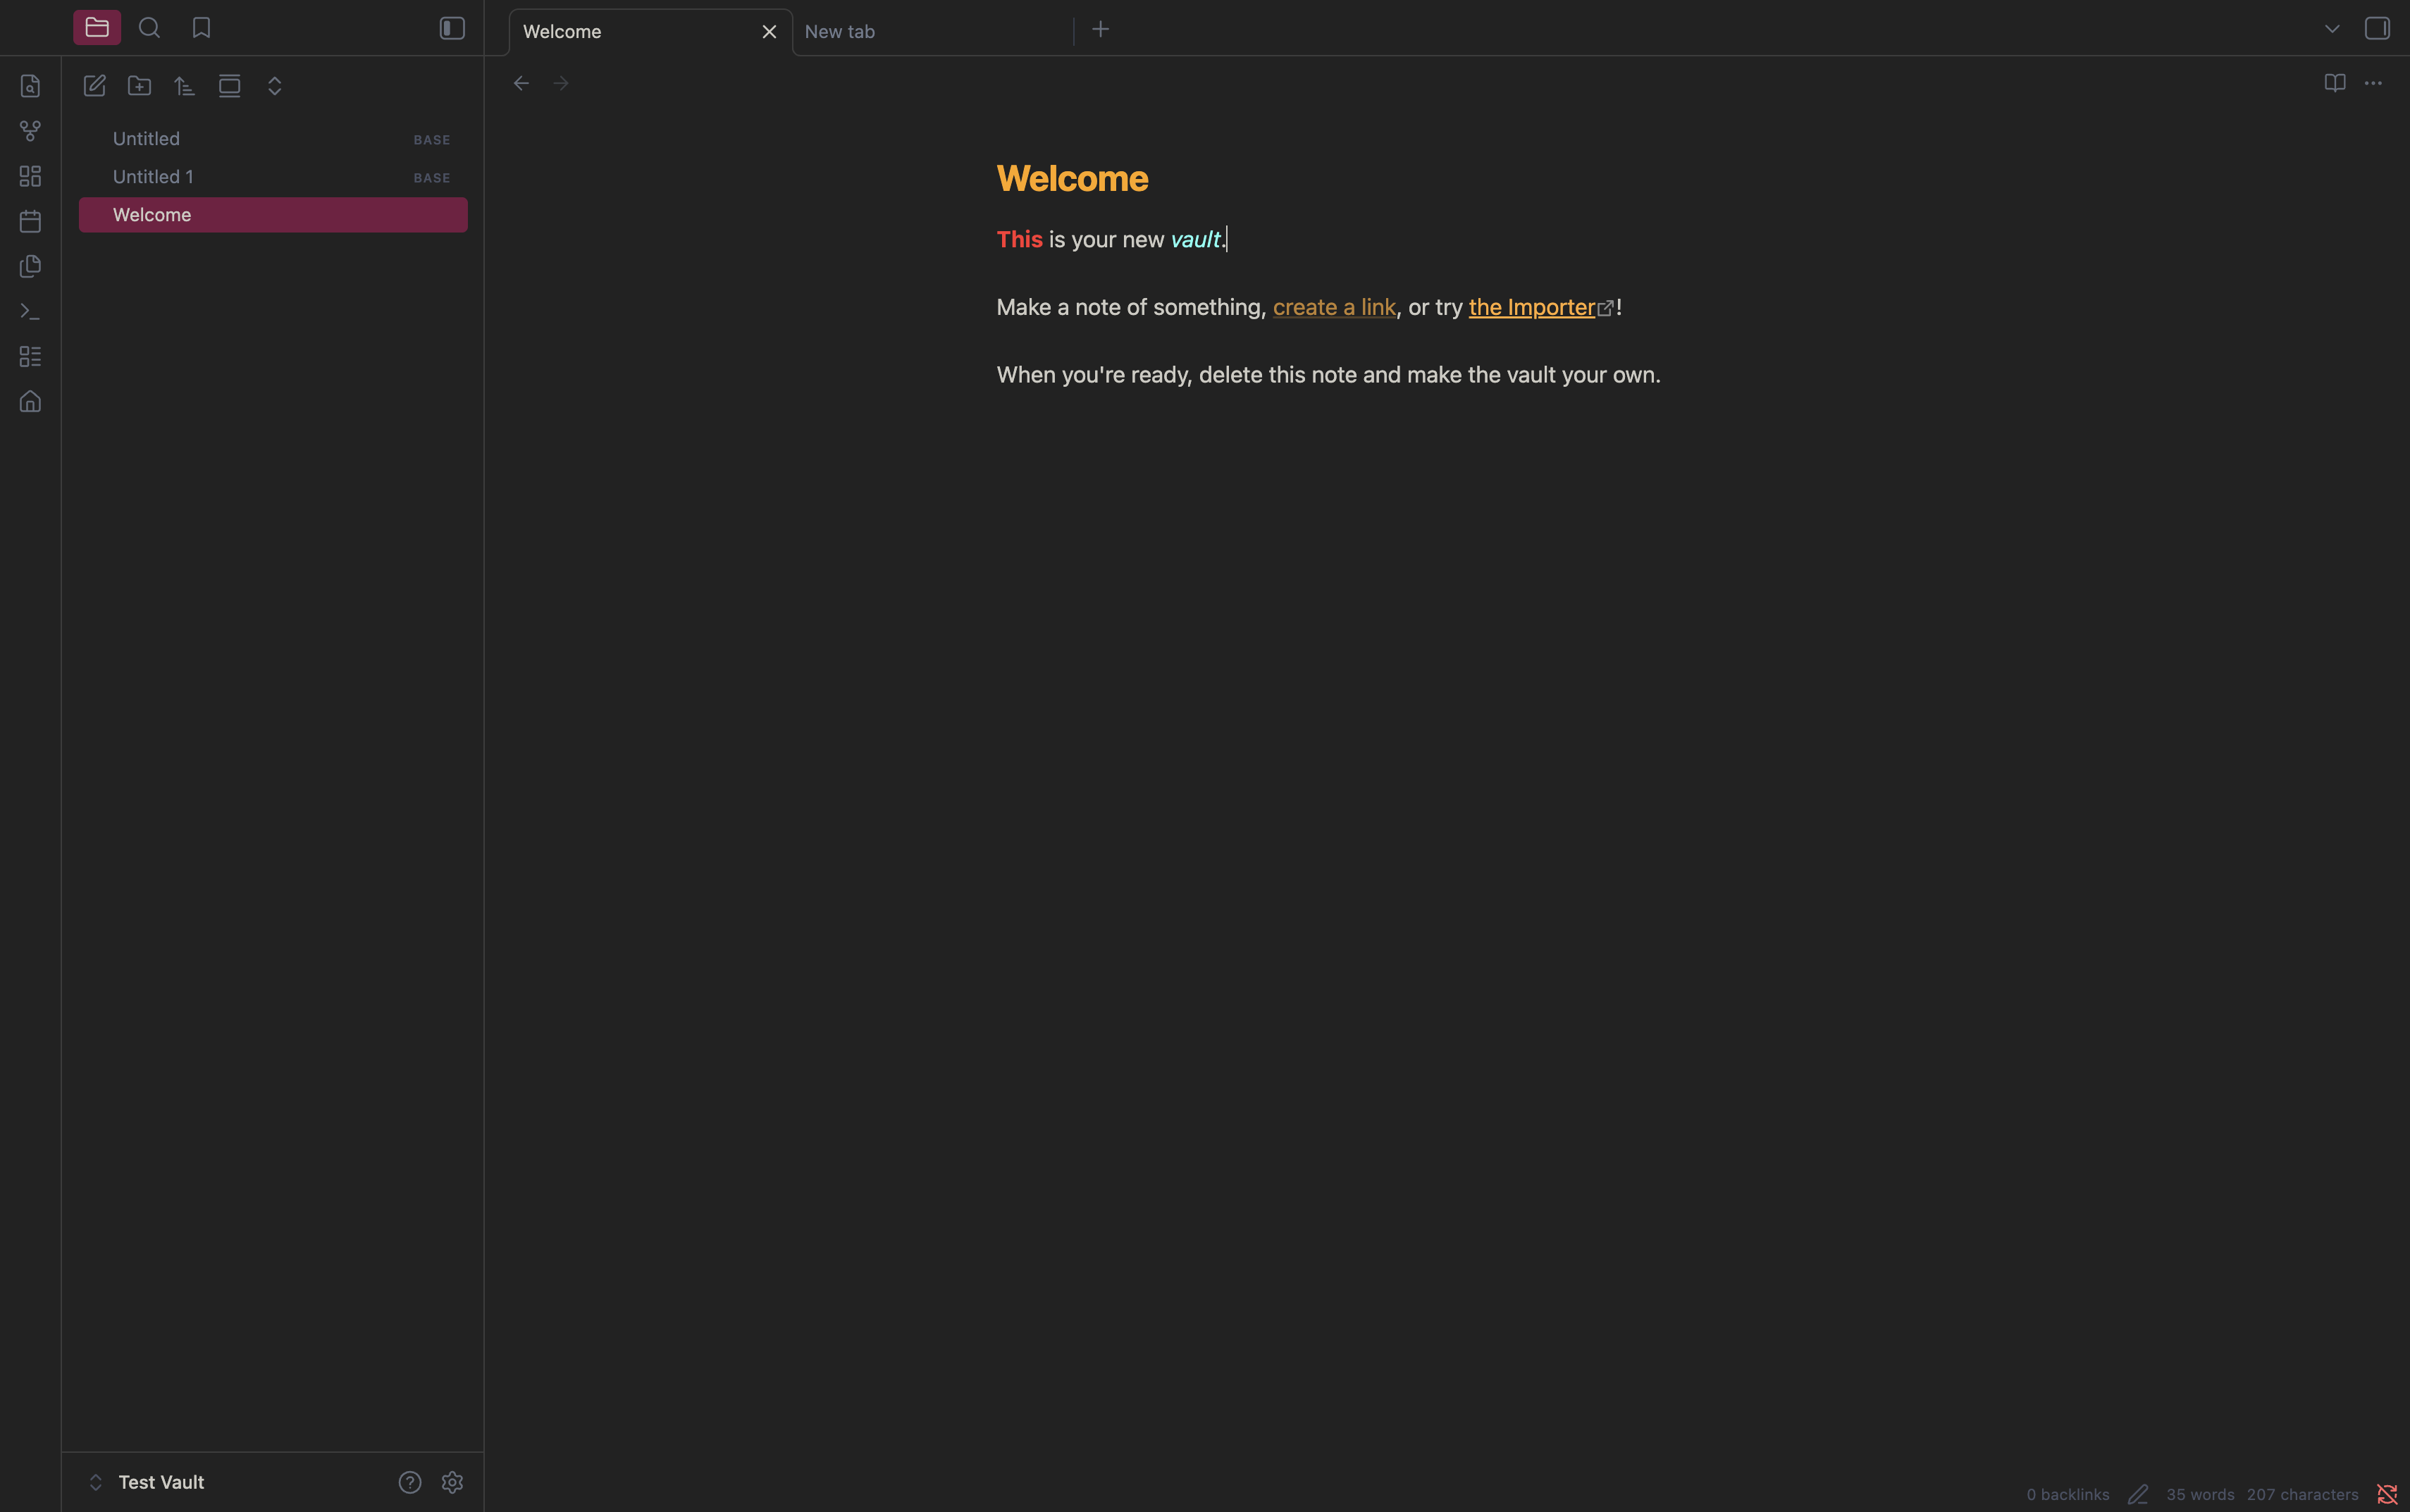 Welcome
New tab
Untitled BASE
Untitled 1 BASE
Welcome
Welcome
This is your new vault.
Make a note of something, create a link, or try the Importer!
When you're ready, delete this note and make the vault your own.
Test Vault
0 backlinks 35 words 207 characters